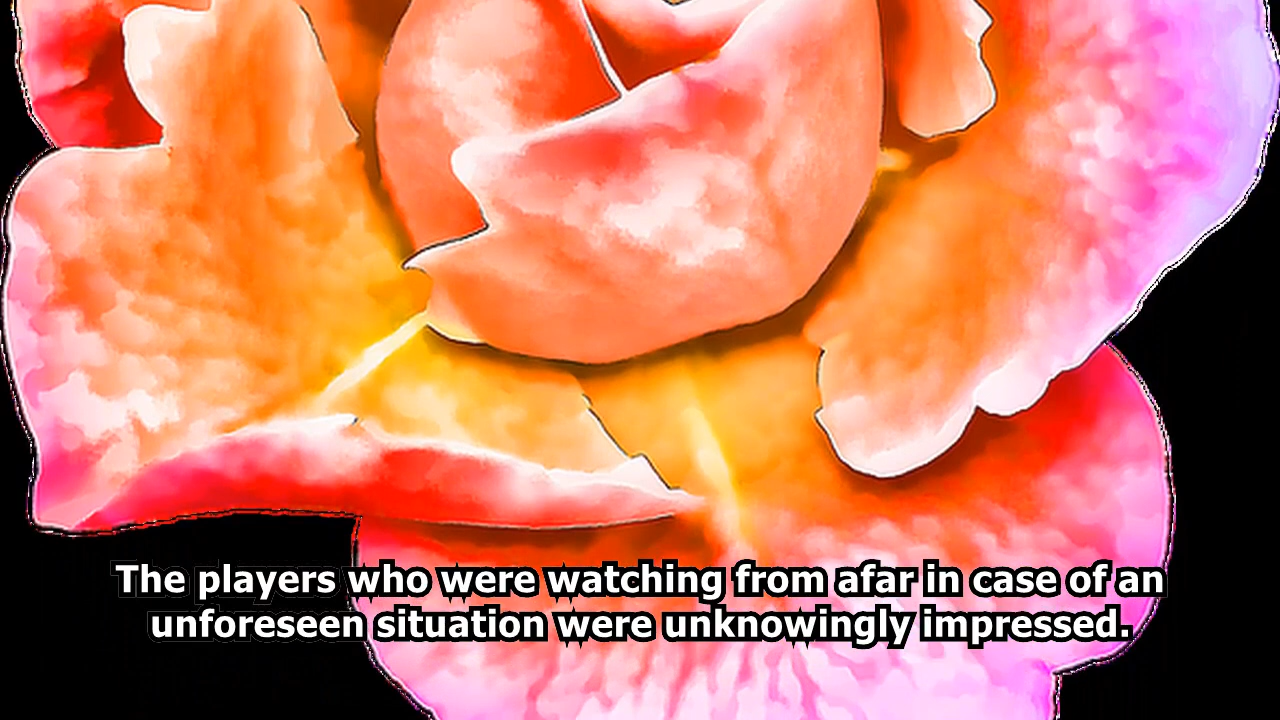 The players who were watching from afar in case of an
unforeseen situation were unknowingly impressed.